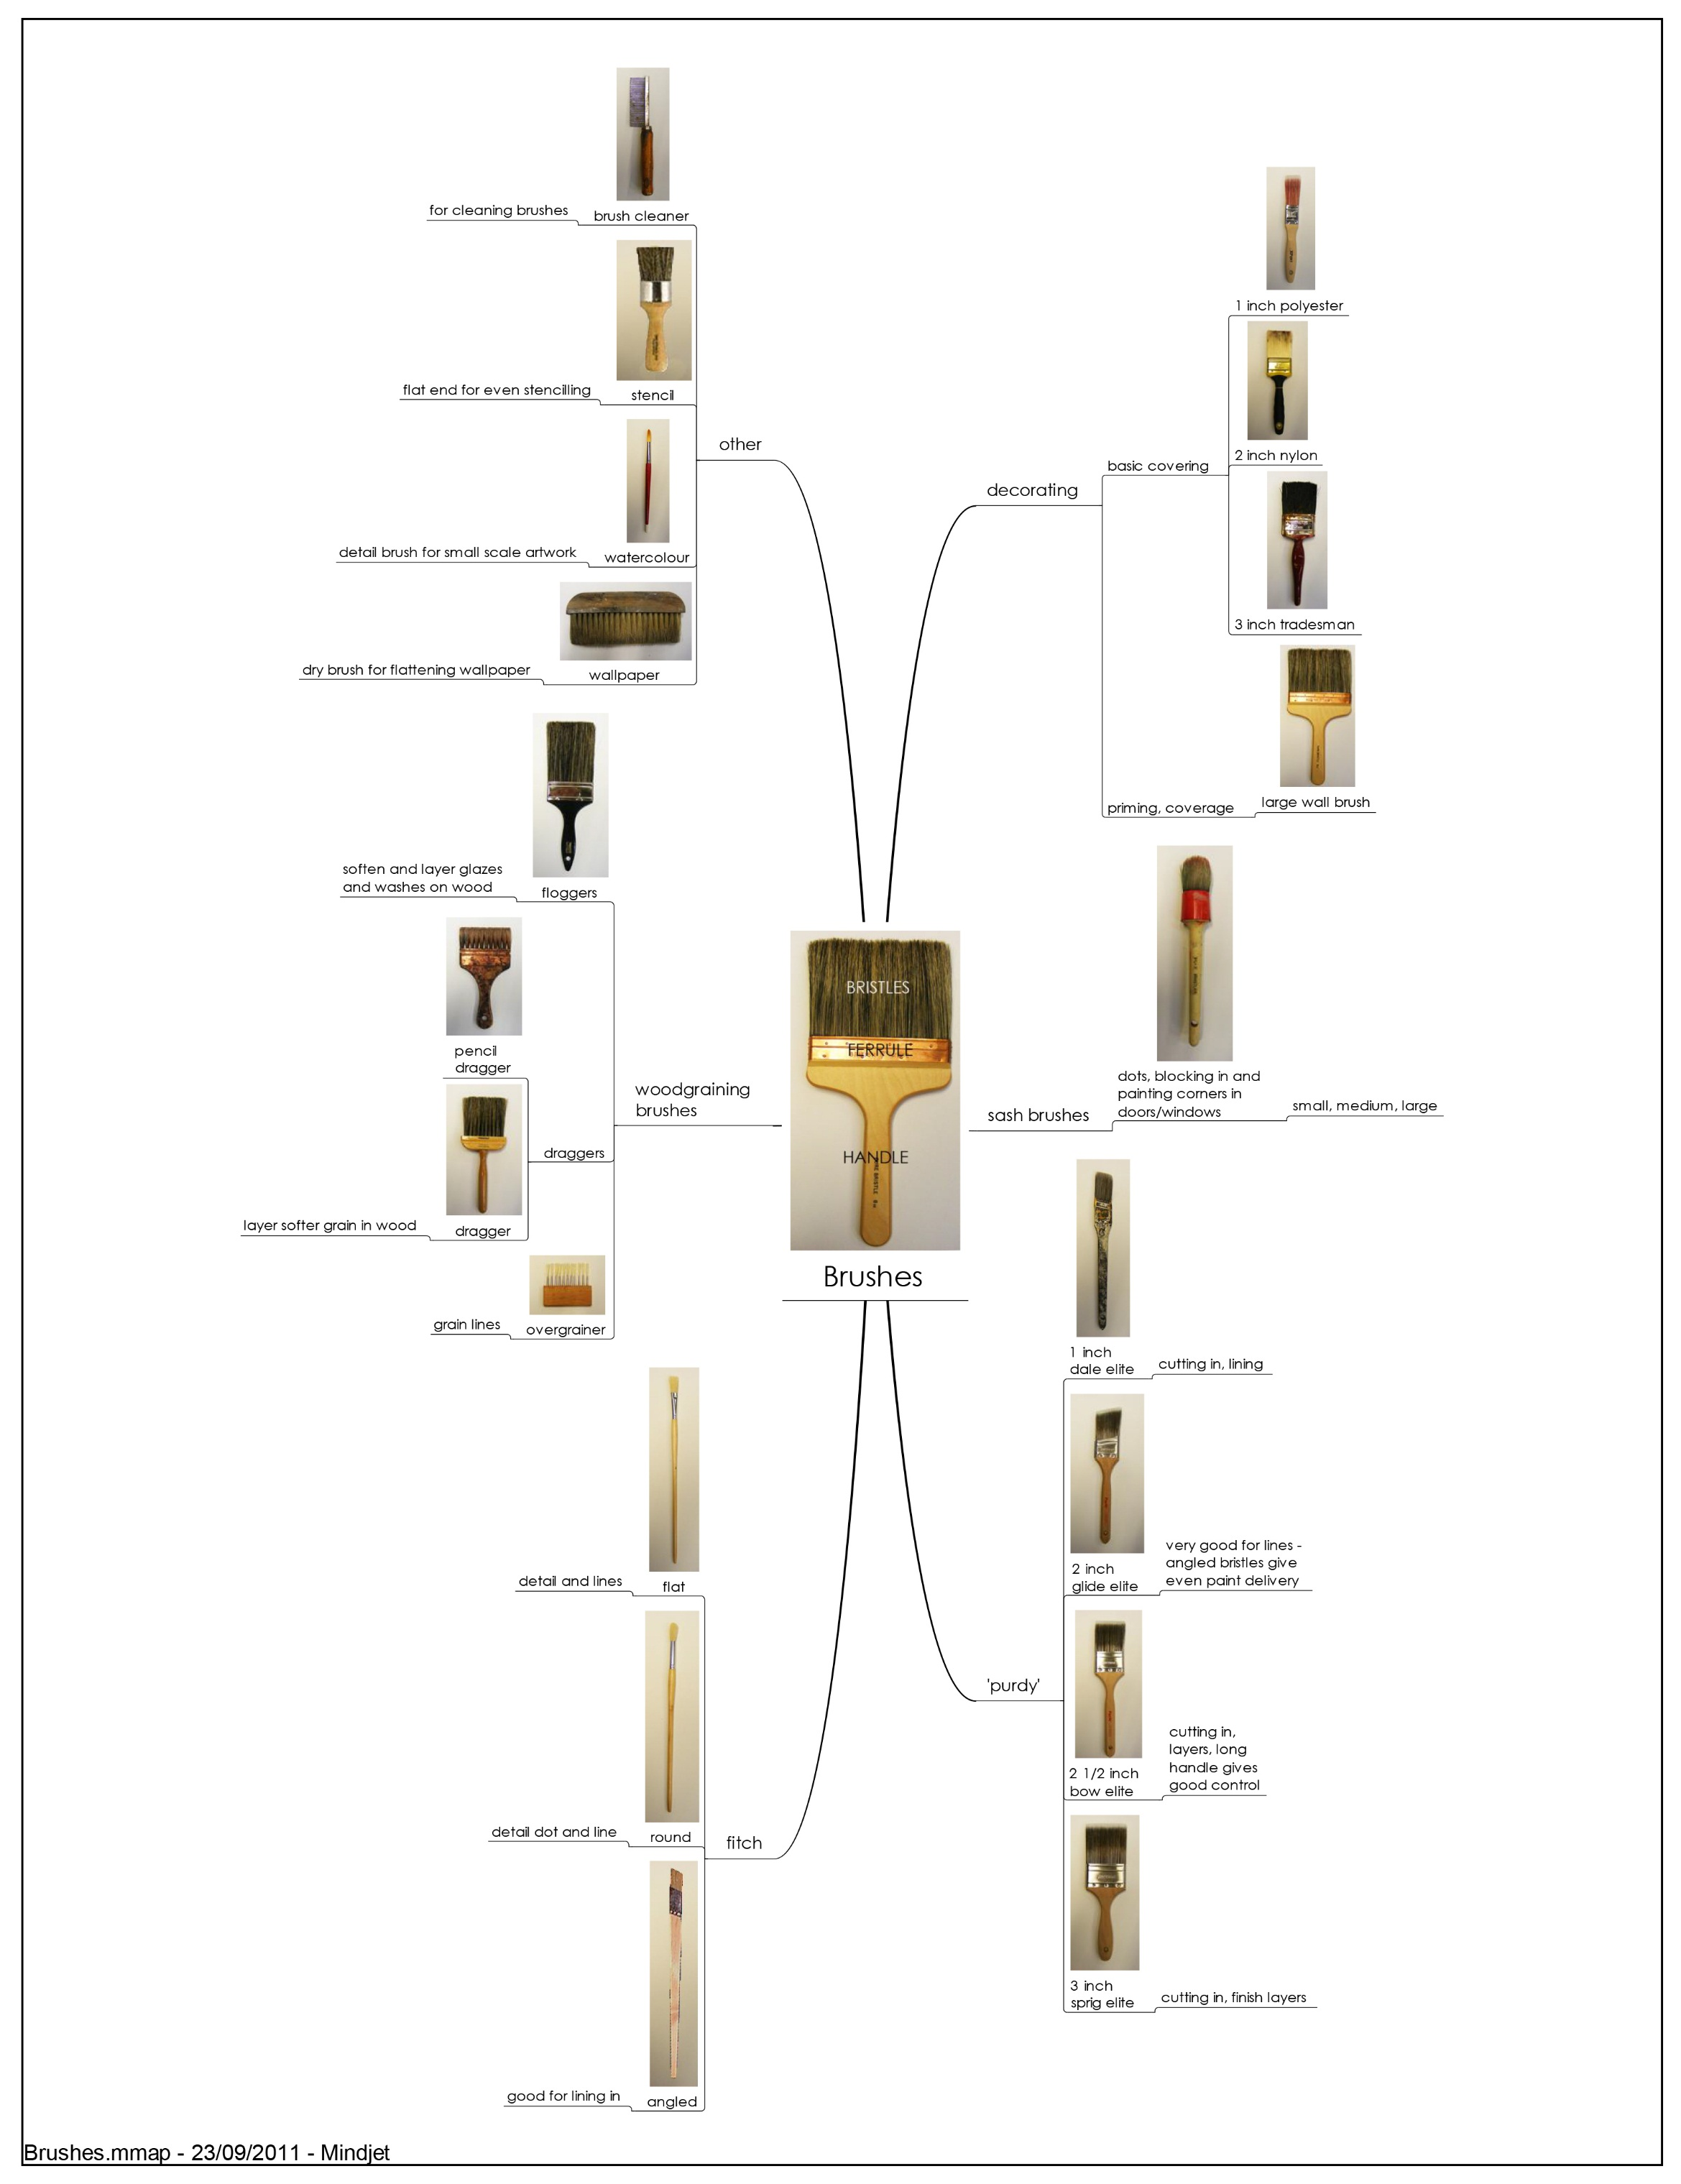 for cleaning brushes
brush cleaner
flat end for even stencilling
stencil
other
detail brush for small scale artwork
watercolour
dry brush for flattening wallpaper
wallpaper
1 inch polyester
2 inch nylon
basic covering
decorating
3 inch tradesman
priming, coverage
large wall brush
soften and layer glazes
and washes on wood
floggers
pencil
dragger
woodgraining
brushes
draggers
layer softer grain in wood
dragger
grain lines
overgrainer
BRISTLES
FERRULE
HANDLE
Brushes
sash brushes
dots, blocking in and
painting corners in
doors/windows
small, medium, large
1 inch
dale elite
cutting in, lining
2 inch
glide elite
very good for lines -
angled bristles give
even paint delivery
'purdy'
2 1/2 inch
bow elite
cutting in,
layers, long
handle gives
good control
3 inch
sprig elite
cutting in, finish layers
detail and lines
flat
detail dot and line
round
fitch
good for lining in
angled
Brushes.mmap - 23/09/2011 - Mindjet